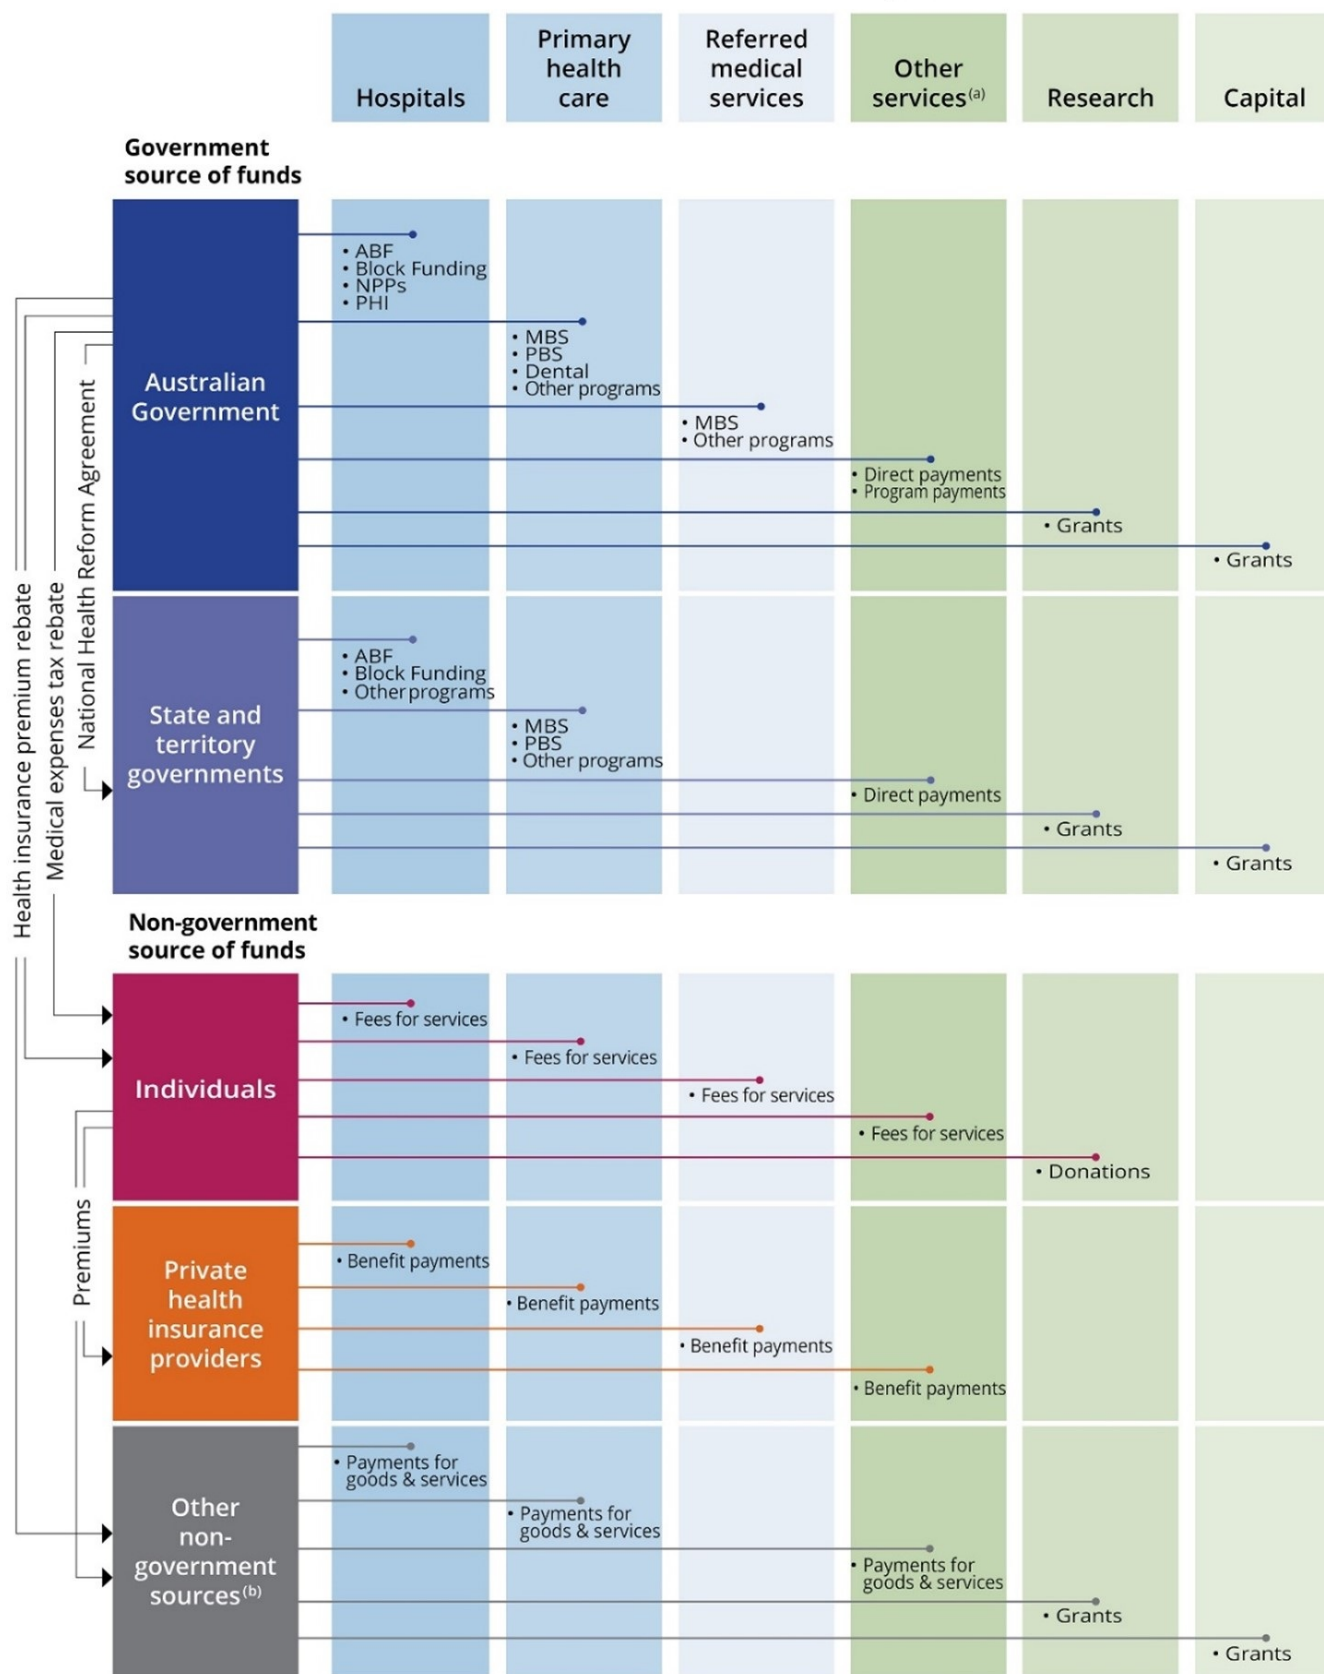 Hospitals
Primary
health
care
Referred
medical
services
Other
services(a)
Research
Capital
Government
source of funds
Australian
Government
• ABF
• Block Funding
• NPPs
• PHI
• MBS
• PBS
• Dental
• Other programs
• MBS
• Other programs
• Direct payments
• Program payments
• Grants
• Grants
State and
territory
governments
• ABF
• Block Funding
• Other programs
• MBS
• PBS
• Other programs
• Direct payments
• Grants
• Grants
Health insurance premium rebate
Medical expenses tax rebate
National Health Reform Agreement
Non-government
source of funds
Individuals
• Fees for services
• Fees for services
• Fees for services
• Fees for services
• Donations
Premiums
Private
health
insurance
providers
• Benefit payments
• Benefit payments
• Benefit payments
• Benefit payments
Other
non-
government
sources(b)
• Payments for
goods & services
• Payments for
goods & services
• Payments for
goods & services
• Grants
• Grants